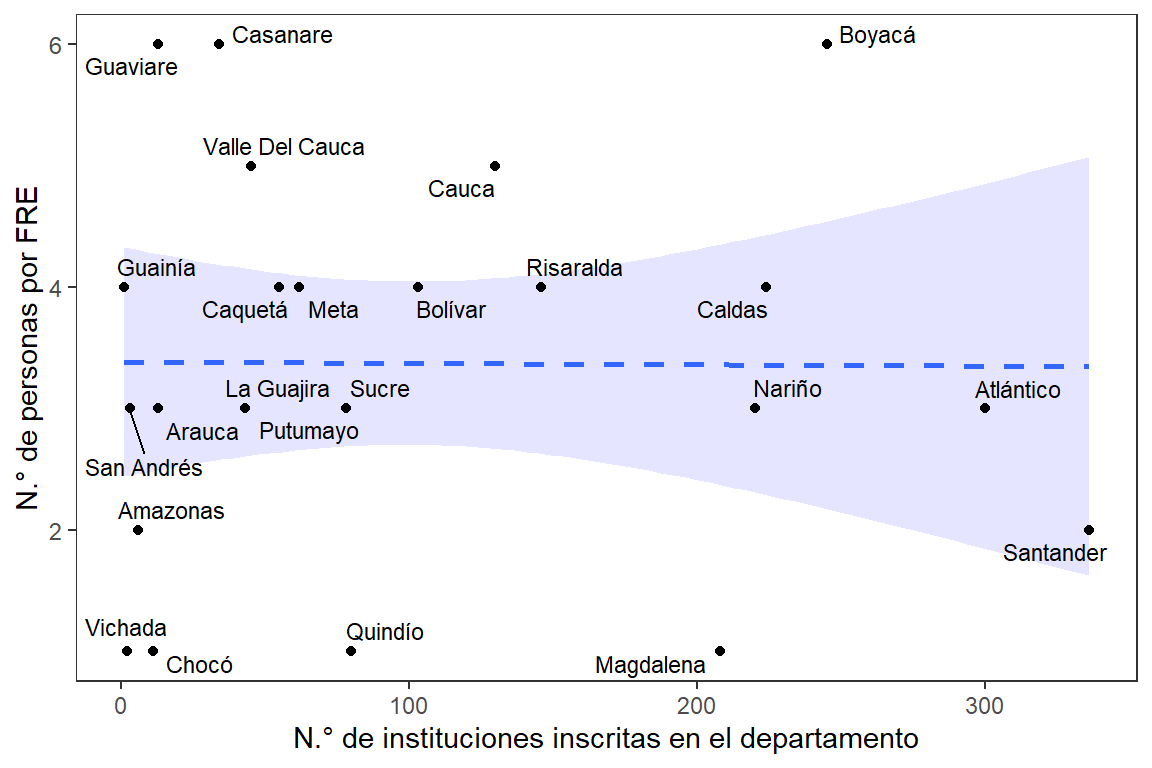 6
Casanare
Boyacá
Guaviare
Valle Del Cauca
Cauca
Guainía
Risaralda
4
Caquetá
Meta
Bolívar
Caldas
La Guajira
Sucre
Nariño
Atlántico
Arauca
Putumayo
San Andrés
Amazonas
2
Santander
Vichada
Quindío
Chocó
Magdalena
N.° de personas por FRE
0
100
200
300
N.° de instituciones inscritas en el departamento